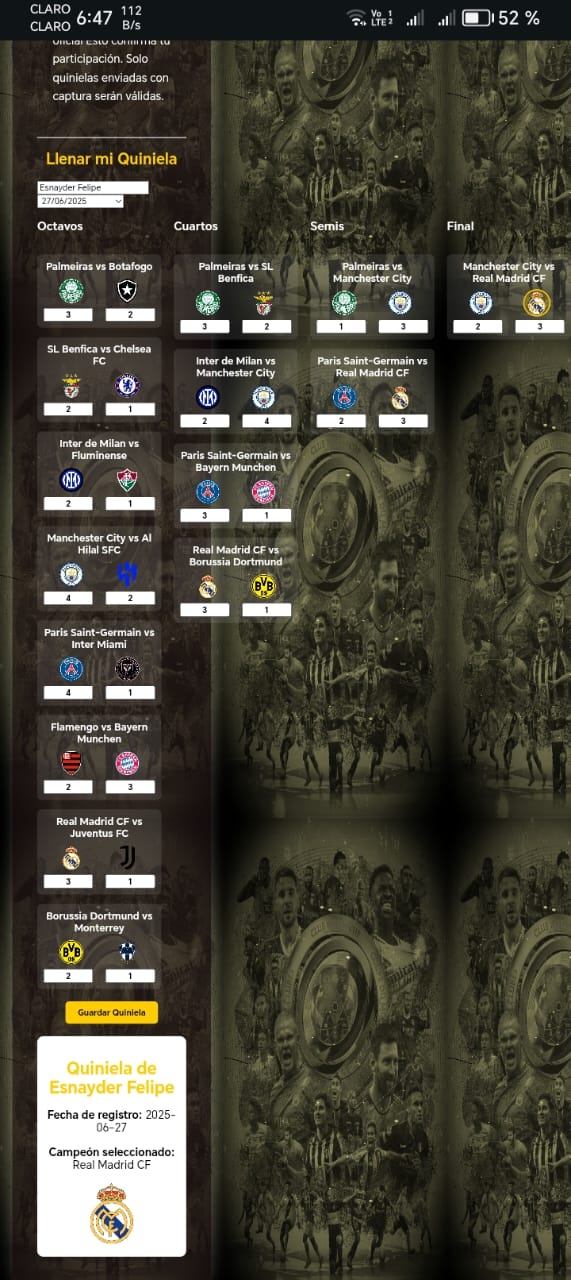 CLARO 6:47 112 B/s
CLARO
Vo 1
LTE 2
52 %
oficial Esto confirma tu
participación. Solo
quinielas enviadas con
captura serán válidas.
Llenar mi Quiniela
Esnayder Felipe
27/06/2025
Octavos
Palmeiras vs Botafogo
3 2
SL Benfica vs Chelsea
FC
2 1
Inter de Milan vs
Fluminense
2 1
Manchester City vs Al
Hilal SFC
4 2
Paris Saint-Germain vs
Inter Miami
4 1
Flamengo vs Bayern
Munchen
2 3
Real Madrid CF vs
Juventus FC
3 1
Borussia Dortmund vs
Monterrey
2 1
Cuartos
Palmeiras vs SL
Benfica
3 2
Inter de Milan vs
Manchester City
2 4
Paris Saint-Germain vs
Bayern Munchen
3 1
Real Madrid CF vs
Borussia Dortmund
3 1
Semis
Palmeiras vs
Manchester City
1 3
Paris Saint-Germain vs
Real Madrid CF
2 3
Final
Manchester City vs
Real Madrid CF
2 3
Guardar Quiniela
Quiniela de
Esnayder Felipe
Fecha de registro: 2025-
06-27
Campeón seleccionado:
Real Madrid CF